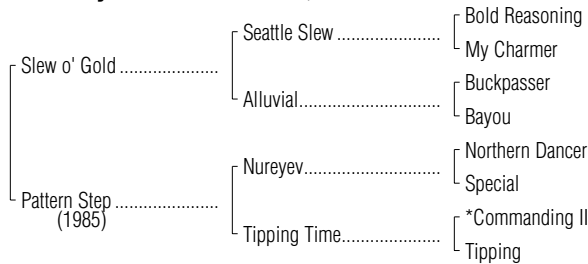 Bold Reasoning
Seattle Slew
My Charmer
Slew o' Gold
Buckpasser
Alluvial
Bayou
Northern Dancer
Nureyev
Special
Pattern Step
(1985)
*Commanding II
Tipping Time
Tipping